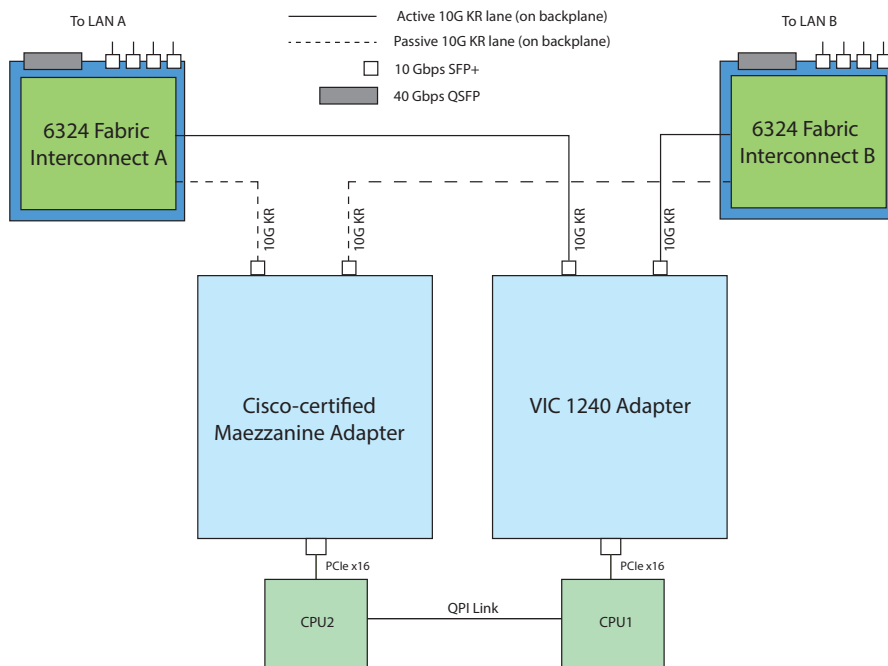 To LAN A
Active 10G KR lane (on backplane)
To LAN B
Passive 10G KR lane (on backplane)
10 Gbps SFP+
40 Gbps QSFP
6324 Fabric
Interconnect A
6324 Fabric
Interconnect B
10G KR
10G KR
10G KR
10G KR
Cisco-certified
Maezzanine Adapter
VIC 1240 Adapter
PCIe x16
PCIe x16
QPI Link
CPU2
CPU1